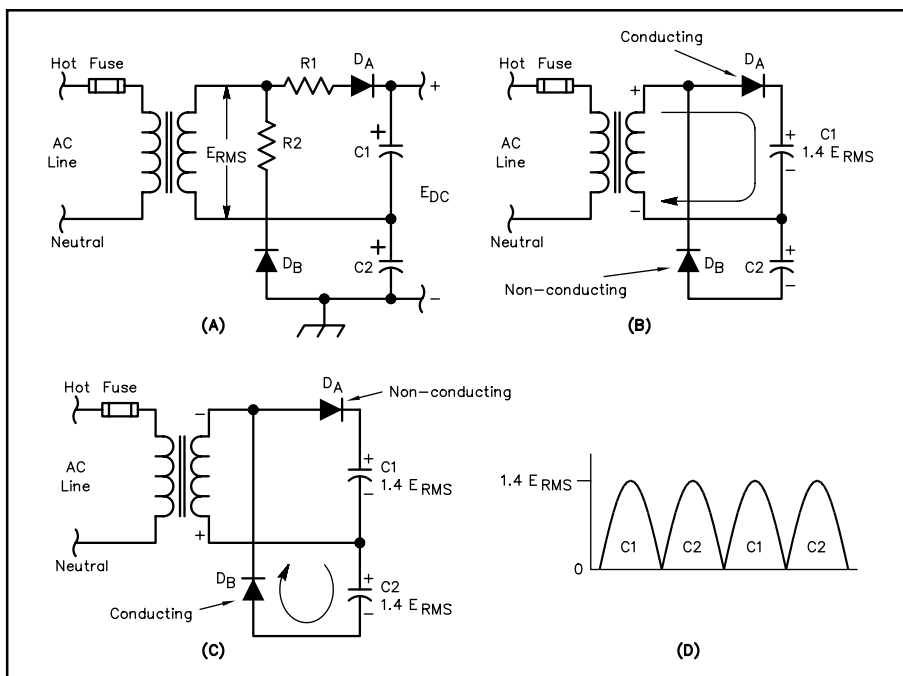 Hot Fuse
AC
Line
Neutral
E RMS
R1
D A
R2
+
C1
E DC
+
C2
D B
+
−
(A)
Hot Fuse
AC
Line
Neutral
Conducting
D A
+
−
+
C1
1.4 E RMS
−
+
C2
−
D B
Non-conducting
(B)
Hot Fuse
AC
Line
Neutral
−
+
D A
Non-conducting
+
C1
1.4 E RMS
−
D B
Conducting
+
C2
1.4 E RMS
−
(C)
1.4 E RMS
0
C1 C2 C1 C2
(D)